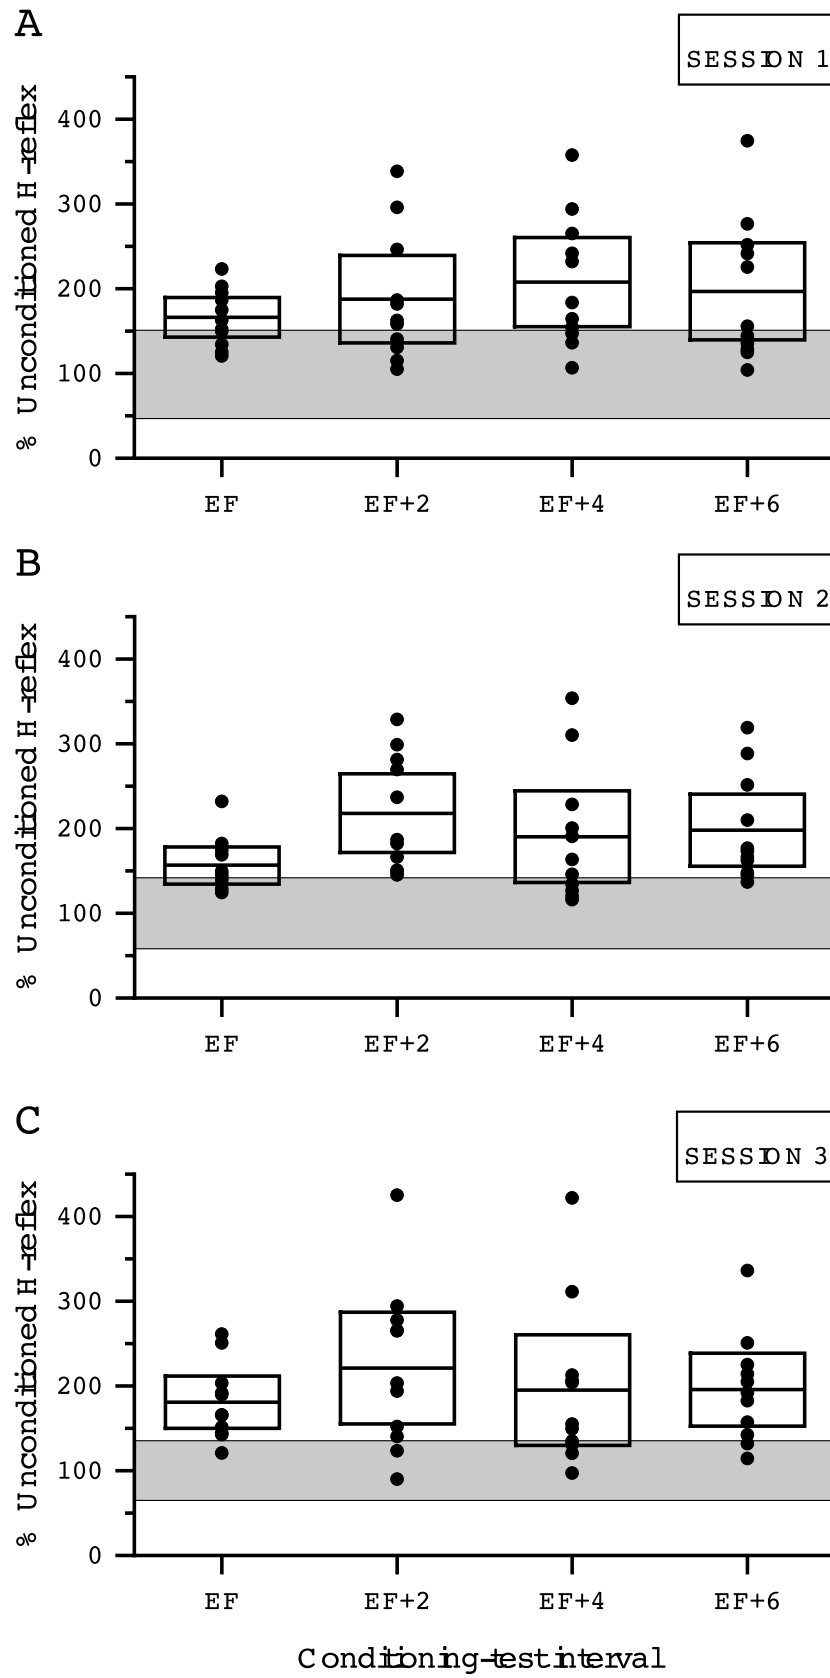 A
SESSION 1
% Unconditioned H-reflex
400
300
200
100
0
EF EF+2 EF+4 EF+6
B
SESSION 2
% Unconditioned H-reflex
400
300
200
100
0
EF EF+2 EF+4 EF+6
C
SESSION 3
% Unconditioned H-reflex
400
300
200
100
0
EF EF+2 EF+4 EF+6
Conditioning-test interval